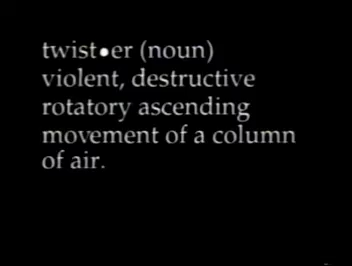 twist●er (noun)
violent, destructive
rotatory ascending
movement of a column
of air.